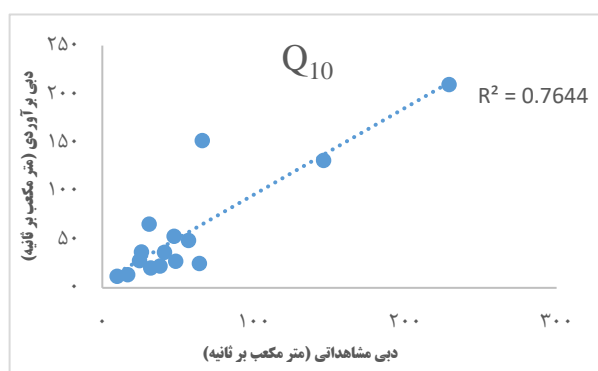 Q10
R² = 0.7644
دبی برآوردی (متر مکعب بر ثانیه)
۲۵۰
۲۰۰
۱۵۰
۱۰۰
۵۰
۰
۰ ۱۰۰ ۲۰۰ ۳۰۰
دبی مشاهداتی (متر مکعب بر ثانیه)